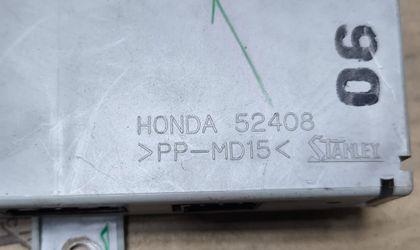 90
HONDA 52408
>PP-MD15< STANLEY